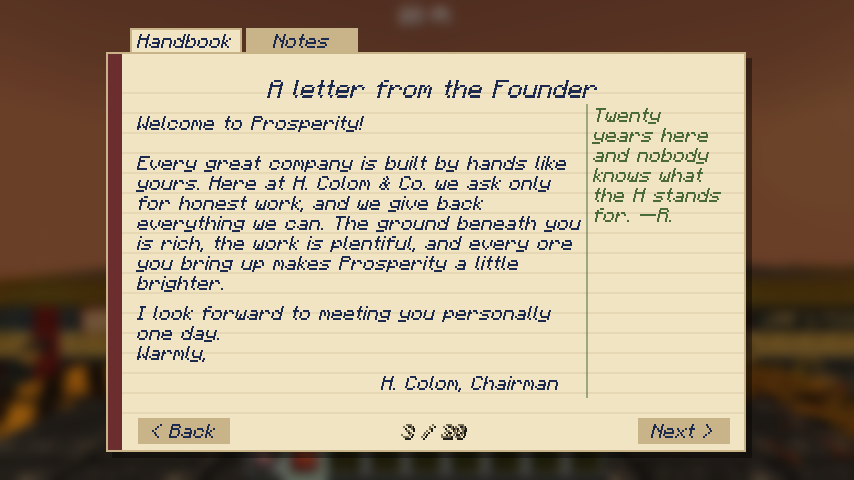 Handbook
Notes
A letter from the Founder
Welcome to Prosperity!
Every great company is built by hands like
yours. Here at H. Colom & Co. we ask only
for honest work, and we give back
everything we can. The ground beneath you
is rich, the work is plentiful, and every ore
you bring up makes Prosperity a little
brighter.
I look forward to meeting you personally
one day.
Warmly,
H. Colom, Chairman
Twenty
years here
and nobody
knows what
the H stands
for. —R.
< Back
3 / 20
Next >